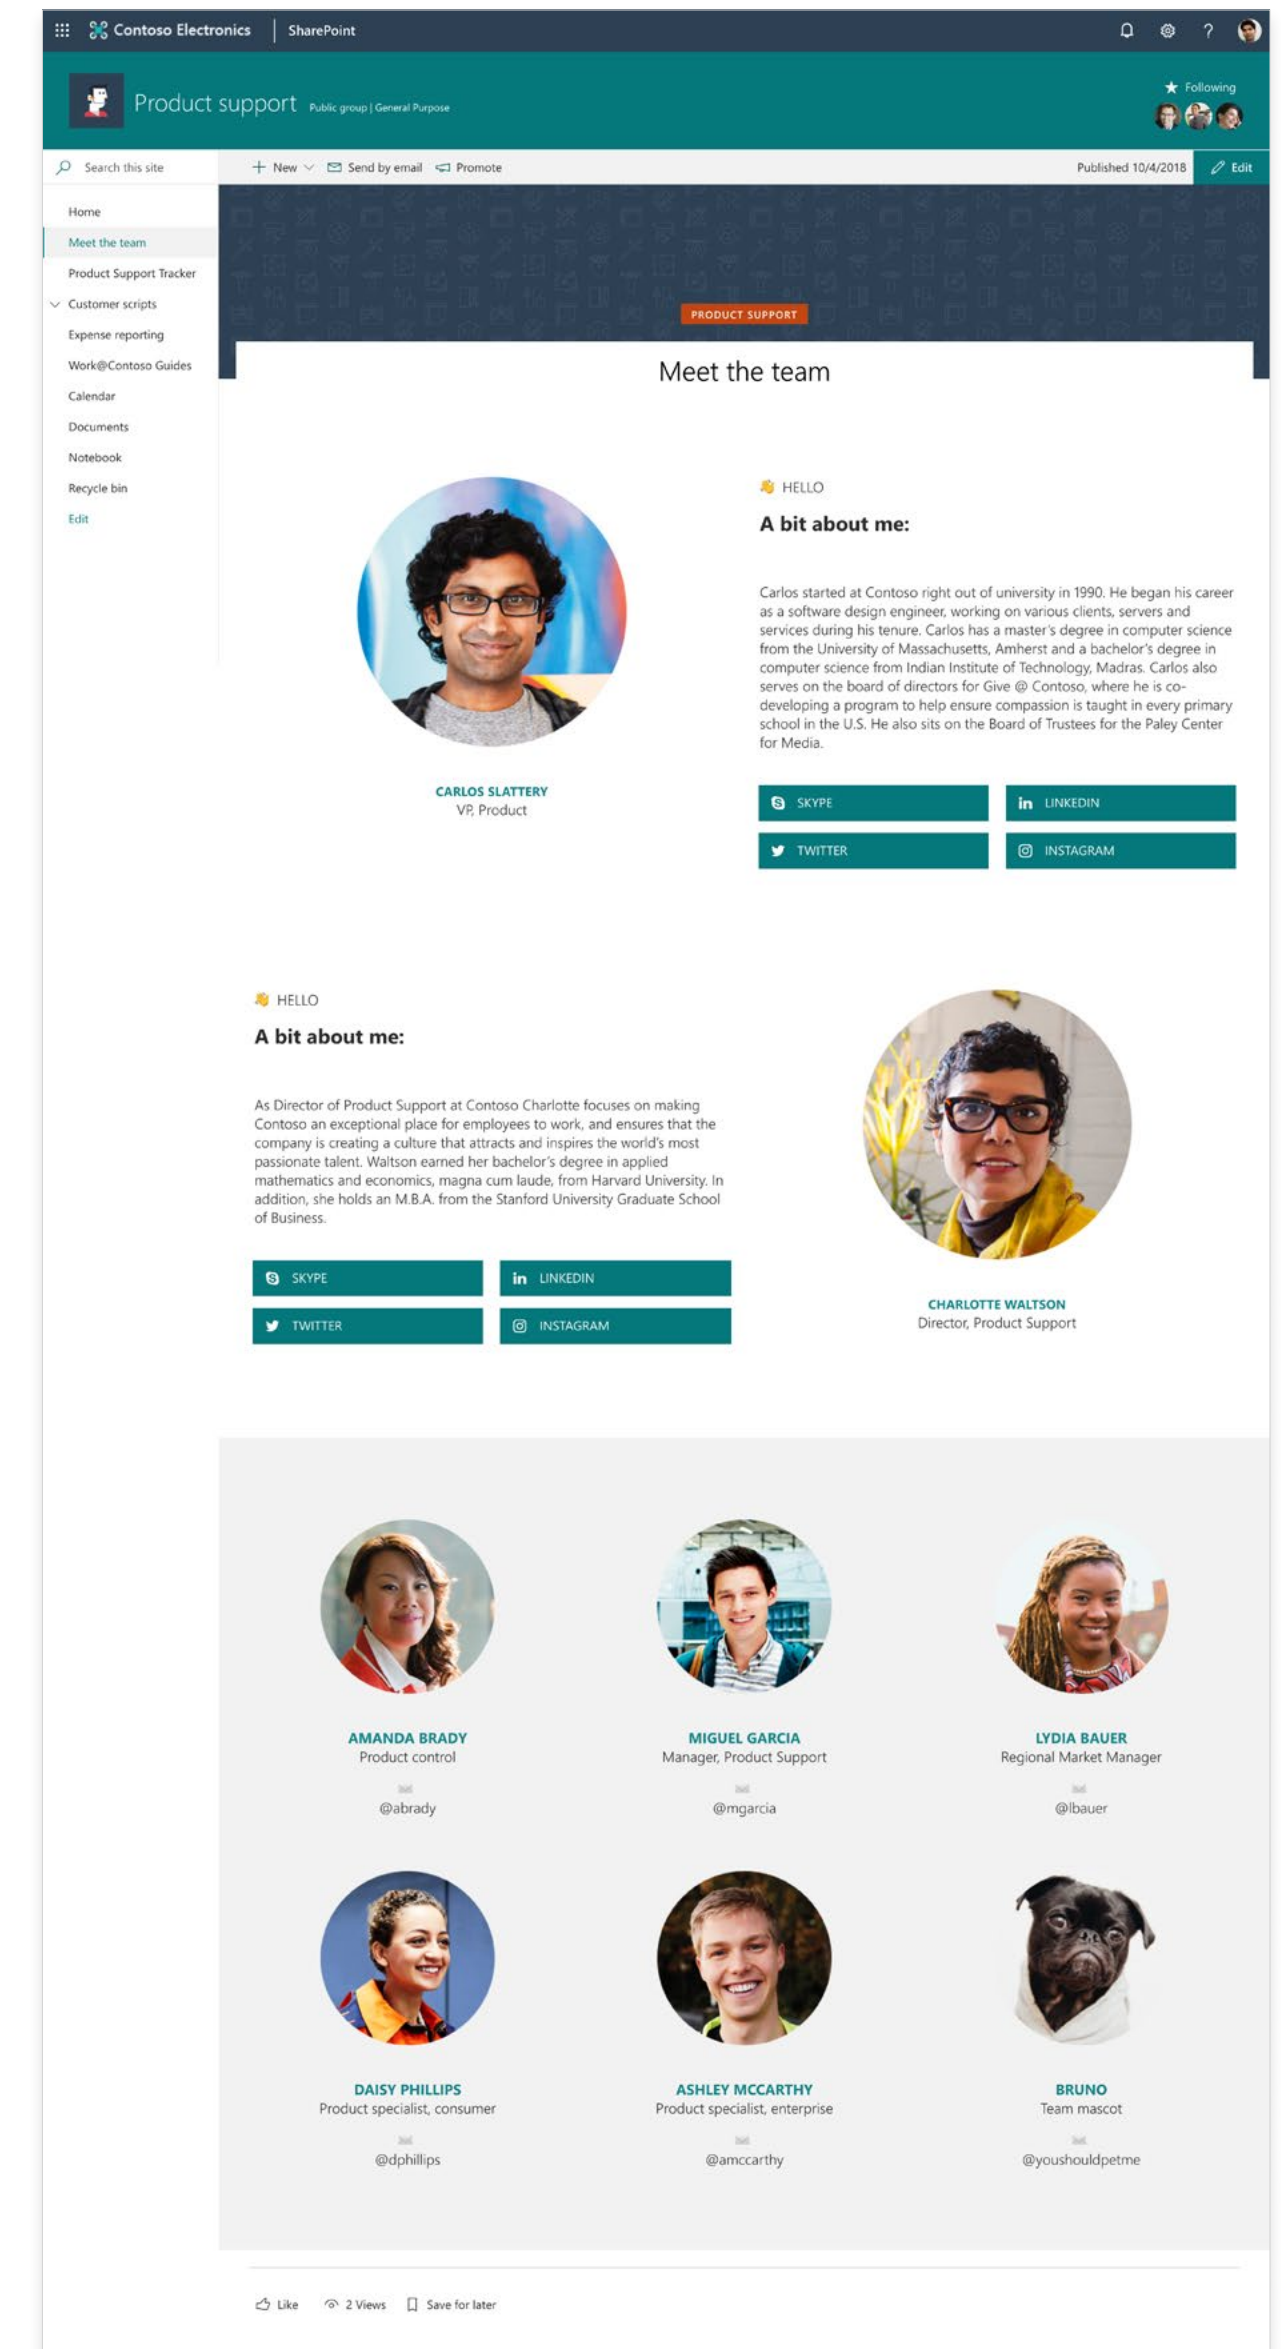 Contoso Electronics SharePoint
Product support Public group | General Purpose
Following
Search this site
New Send by email Promote
Published 10/4/2018 Edit
Home
Meet the team
Product Support Tracker
Customer scripts
Expense reporting
Work@Contoso Guides
Calendar
Documents
Notebook
Recycle bin
Edit
PRODUCT SUPPORT
Meet the team
CARLOS SLATTERY
VP, Product
👋 HELLO
A bit about me:
Carlos started at Contoso right out of university in 1990. He began his career
as a software design engineer, working on various clients, servers and
services during his tenure. Carlos has a master's degree in computer science
from the University of Massachusetts, Amherst and a bachelor's degree in
computer science from Indian Institute of Technology, Madras. Carlos also
serves on the board of directors for Give @ Contoso, where he is co-
developing a program to help ensure compassion is taught in every primary
school in the U.S. He also sits on the Board of Trustees for the Paley Center
for Media.
SKYPE
LINKEDIN
TWITTER
INSTAGRAM
👋 HELLO
A bit about me:
As Director of Product Support at Contoso Charlotte focuses on making
Contoso an exceptional place for employees to work, and ensures that the
company is creating a culture that attracts and inspires the world's most
passionate talent. Waltson earned her bachelor's degree in applied
mathematics and economics, magna cum laude, from Harvard University. In
addition, she holds an M.B.A. from the Stanford University Graduate School
of Business.
SKYPE
LINKEDIN
TWITTER
INSTAGRAM
CHARLOTTE WALTSON
Director, Product Support
AMANDA BRADY
Product control
@abrady
MIGUEL GARCIA
Manager, Product Support
@mgarcia
LYDIA BAUER
Regional Market Manager
@lbauer
DAISY PHILLIPS
Product specialist, consumer
@dphillips
ASHLEY MCCARTHY
Product specialist, enterprise
@amccarthy
BRUNO
Team mascot
@youshouldpetme
Like 2 Views Save for later